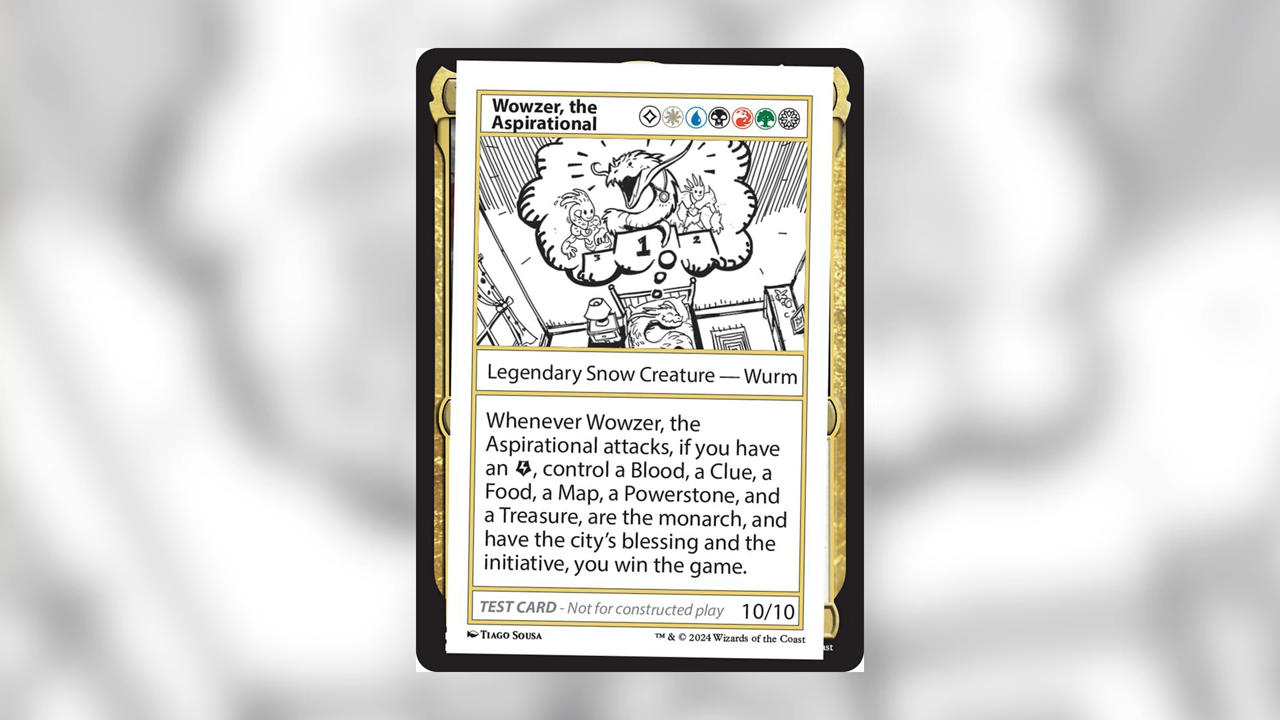 Wowzer, the
Aspirational
1
2
3
Legendary Snow Creature — Wurm
Whenever Wowzer, the
Aspirational attacks, if you have
an , control a Blood, a Clue, a
Food, a Map, a Powerstone, and
a Treasure, are the monarch, and
have the city’s blessing and the
initiative, you win the game.
TEST CARD - Not for constructed play 10/10
TIAGO SOUSA ™ & © 2024 Wizards of the Coast
ast